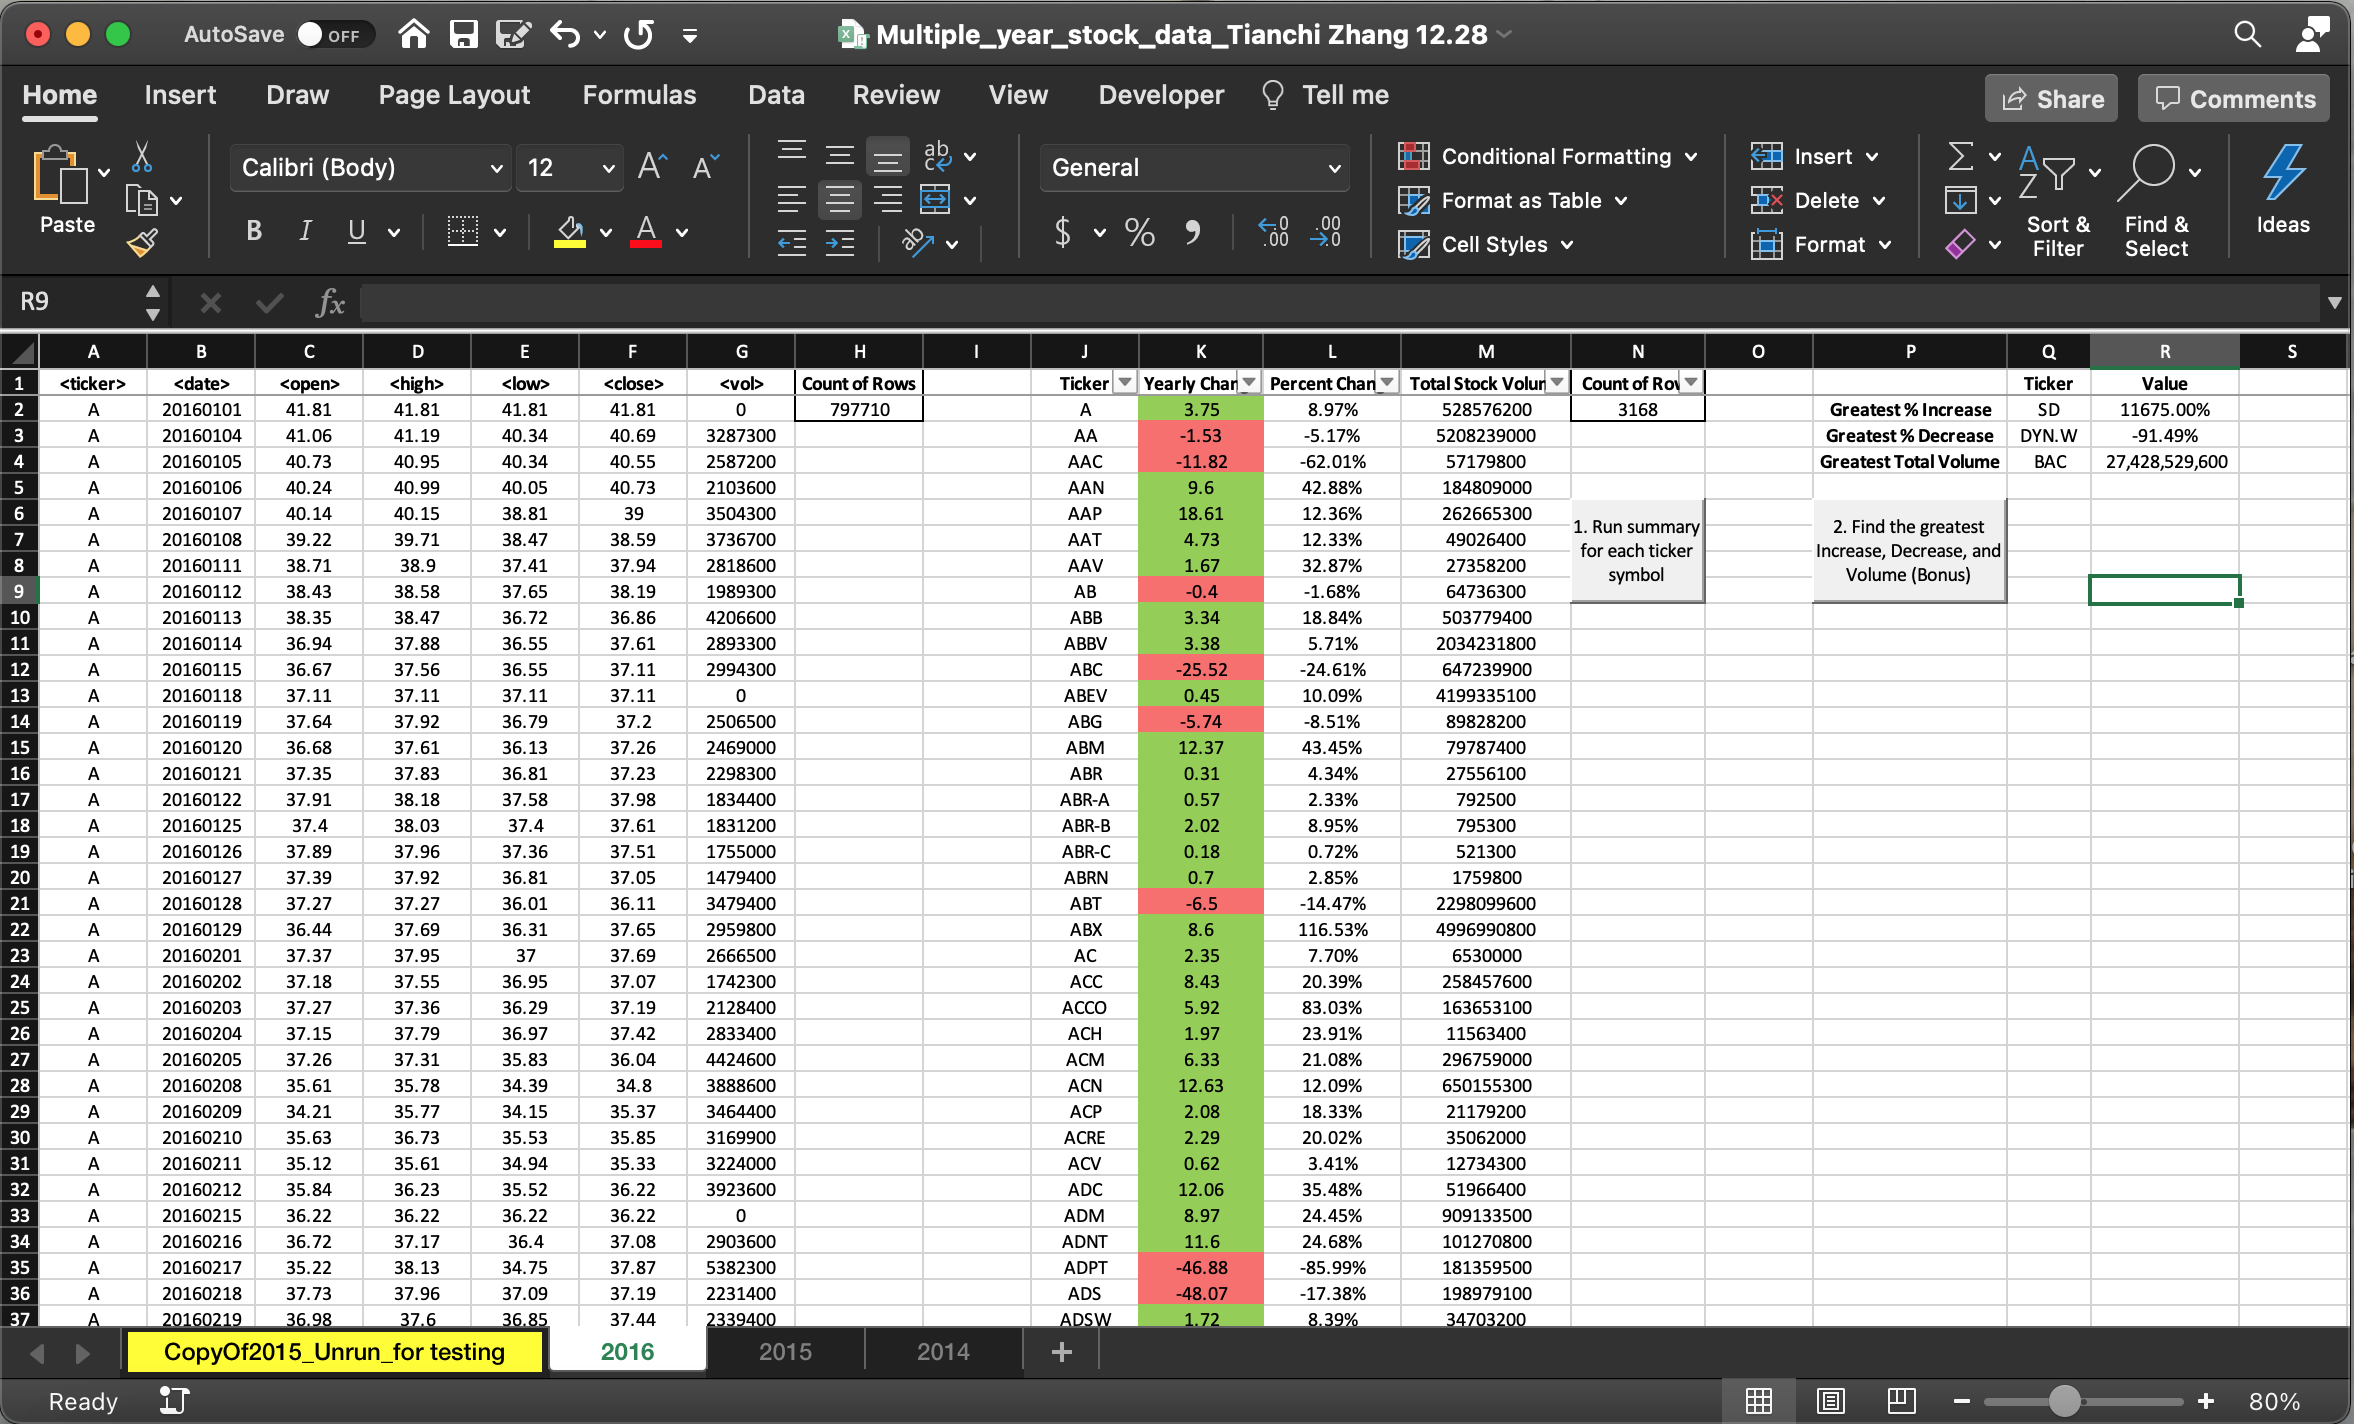 AutoSave OFF Multiple_year_stock_data_Tianchi Zhang 12.28
Home Insert Draw Page Layout Formulas Data Review View Developer Tell me Share Comments
Paste Calibri (Body) 12 General Conditional Formatting Format as Table Cell Styles Insert Delete Format Sort & Filter Find & Select Ideas
R9 fx
A B C D E F G H I J K L M N O P Q R S
1 <ticker> <date> <open> <high> <low> <close> <vol> Count of Rows Ticker Yearly Chan Percent Chan Total Stock Volun Count of Rov Ticker Value
2 A 20160101 41.81 41.81 41.81 41.81 0 797710 A 3.75 8.97% 528576200 3168 Greatest % Increase SD 11675.00%
3 A 20160104 41.06 41.19 40.34 40.69 3287300 AA -1.53 -5.17% 5208239000 Greatest % Decrease DYN.W -91.49%
4 A 20160105 40.73 40.95 40.34 40.55 2587200 AAC -11.82 -62.01% 57179800 Greatest Total Volume BAC 27,428,529,600
5 A 20160106 40.24 40.99 40.05 40.73 2103600 AAN 9.6 42.88% 184809000
6 A 20160107 40.14 40.15 38.81 39 3504300 AAP 18.61 12.36% 262665300
7 A 20160108 39.22 39.71 38.47 38.59 3736700 AAT 4.73 12.33% 49026400
8 A 20160111 38.71 38.9 37.41 37.94 2818600 AAV 1.67 32.87% 27358200
9 A 20160112 38.43 38.58 37.65 38.19 1989300 AB -0.4 -1.68% 64736300
1. Run summary
for each ticker
symbol
2. Find the greatest
Increase, Decrease, and
Volume (Bonus)
10 A 20160113 38.35 38.47 36.72 36.86 4206600 ABB 3.34 18.84% 503779400
11 A 20160114 36.94 37.88 36.55 37.61 2893300 ABBV 3.38 5.71% 2034231800
12 A 20160115 36.67 37.56 36.55 37.11 2994300 ABC -25.52 -24.61% 647239900
13 A 20160118 37.11 37.11 37.11 37.11 0 ABEV 0.45 10.09% 4199335100
14 A 20160119 37.64 37.92 36.79 37.2 2506500 ABG -5.74 -8.51% 89828200
15 A 20160120 36.68 37.61 36.13 37.26 2469000 ABM 12.37 43.45% 79787400
16 A 20160121 37.35 37.83 36.81 37.23 2298300 ABR 0.31 4.34% 27556100
17 A 20160122 37.91 38.18 37.58 37.98 1834400 ABR-A 0.57 2.33% 792500
18 A 20160125 37.4 38.03 37.4 37.61 1831200 ABR-B 2.02 8.95% 795300
19 A 20160126 37.89 37.96 37.36 37.51 1755000 ABR-C 0.18 0.72% 521300
20 A 20160127 37.39 37.92 36.81 37.05 1479400 ABRN 0.7 2.85% 1759800
21 A 20160128 37.27 37.27 36.01 36.11 3479400 ABT -6.5 -14.47% 2298099600
22 A 20160129 36.44 37.69 36.31 37.65 2959800 ABX 8.6 116.53% 4996990800
23 A 20160201 37.37 37.95 37 37.69 2666500 AC 2.35 7.70% 6530000
24 A 20160202 37.18 37.55 36.95 37.07 1742300 ACC 8.43 20.39% 258457600
25 A 20160203 37.27 37.36 36.29 37.19 2128400 ACCO 5.92 83.03% 163653100
26 A 20160204 37.15 37.79 36.97 37.42 2833400 ACH 1.97 23.91% 11563400
27 A 20160205 37.26 37.31 35.83 36.04 4424600 ACM 6.33 21.08% 296759000
28 A 20160208 35.61 35.78 34.39 34.8 3888600 ACN 12.63 12.09% 650155300
29 A 20160209 34.21 35.77 34.15 35.37 3464400 ACP 2.08 18.33% 21179200
30 A 20160210 35.63 36.73 35.53 35.85 3169900 ACRE 2.29 20.02% 35062000
31 A 20160211 35.12 35.61 34.94 35.33 3224000 ACV 0.62 3.41% 12734300
32 A 20160212 35.84 36.23 35.52 36.22 3923600 ADC 12.06 35.48% 51966400
33 A 20160215 36.22 36.22 36.22 36.22 0 ADM 8.97 24.45% 909133500
34 A 20160216 36.72 37.17 36.4 37.08 2903600 ADNT 11.6 24.68% 101270800
35 A 20160217 35.22 38.13 34.75 37.87 5382300 ADPT -46.88 -85.99% 181359500
36 A 20160218 37.73 37.96 37.09 37.19 2231400 ADS -48.07 -17.38% 198979100
37 A 20160219 36.98 37.6 36.85 37.44 2339400 ADSW 1.72 8.39% 34703200
CopyOf2015_Unrun_for testing 2016 2015 2014 +
Ready 80%